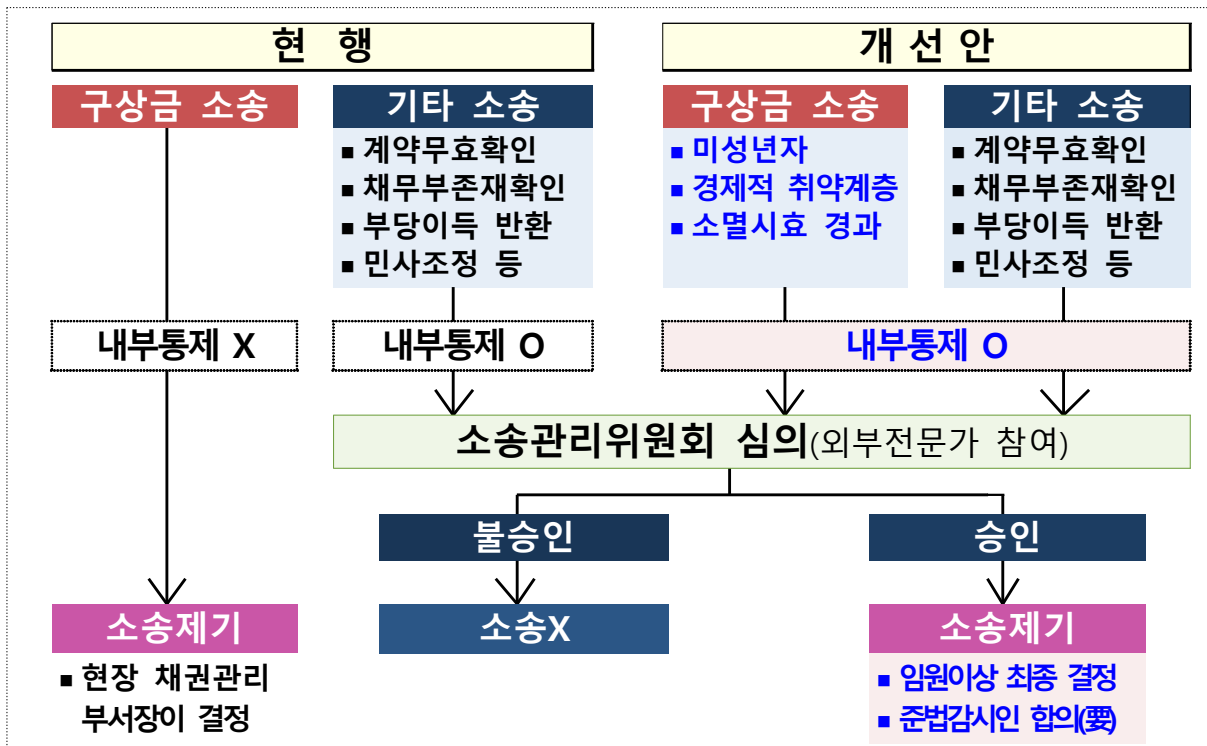 현 행
개 선 안
구상금 소송
기타 소송
■ 계약무효확인
■ 채무부존재확인
■ 부당이득 반환
■ 민사조정 등
구상금 소송
■ 미성년자
■ 경제적 취약계층
■ 소멸시효 경과
기타 소송
■ 계약무효확인
■ 채무부존재확인
■ 부당이득 반환
■ 민사조정 등
내부통제 X
내부통제 O
내부통제 O
소송관리위원회 심의(외부전문가 참여)
불승인
승인
소송제기
■ 현장 채권관리
부서장이 결정
소송X
소송제기
■ 임원이상 최종 결정
■ 준법감시인 합의(要)